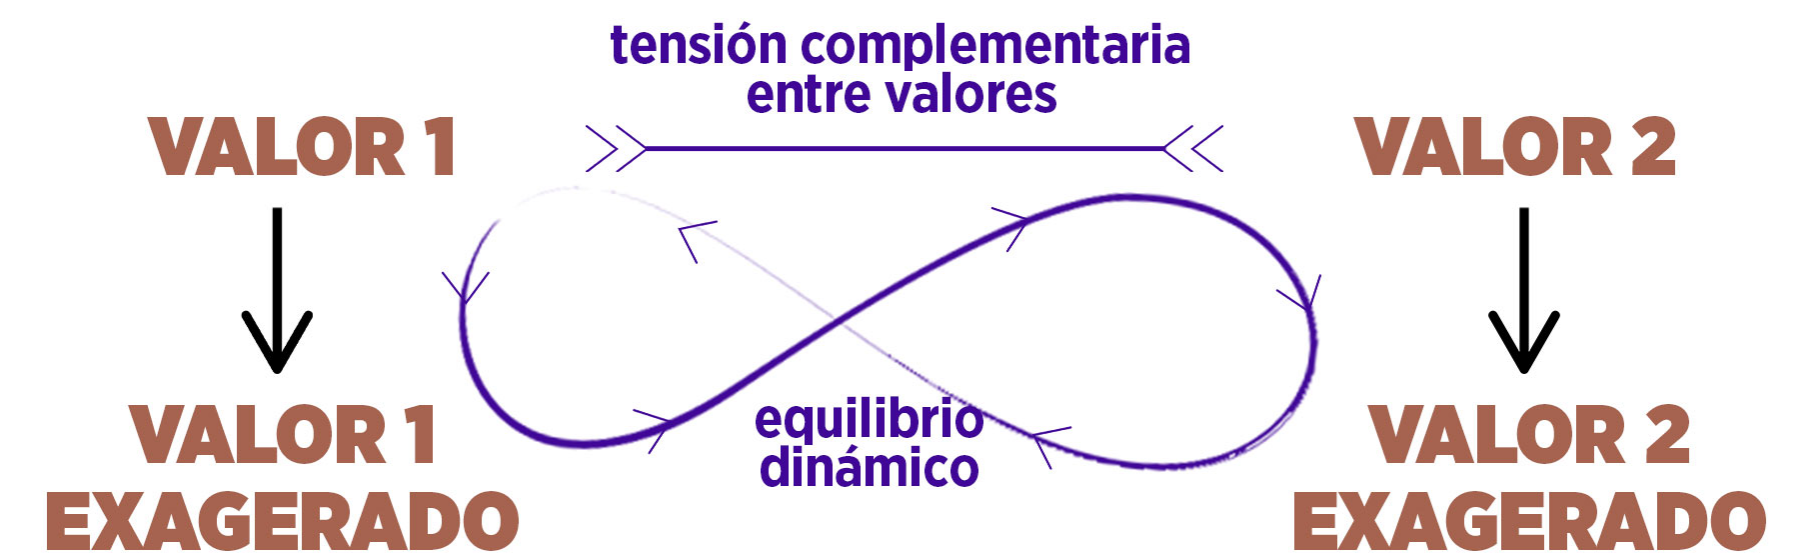 tensión complementaria
entre valores
VALOR 1
VALOR 2
equilibrio
dinámico
VALOR 1
EXAGERADO
VALOR 2
EXAGERADO